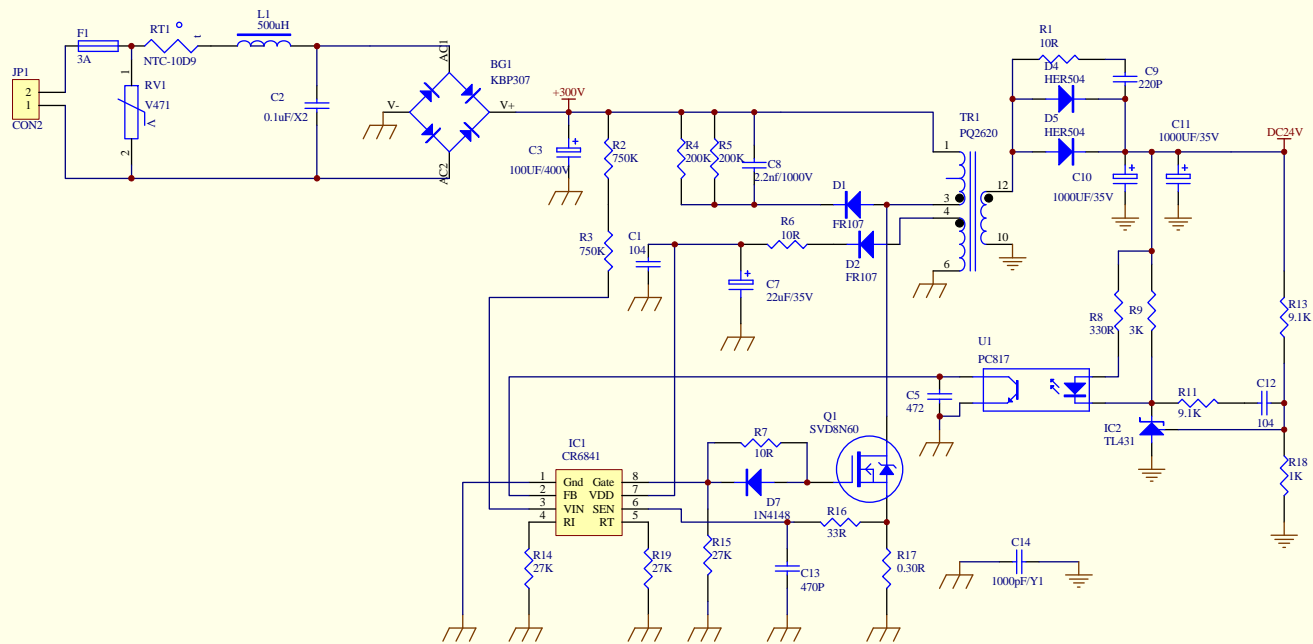 JP1
2
1
CON2
F1
3A
RT1
NTC-10D9
1
RV1
V471
2
L1
500uH
C2
0.1uF/X2
AC1
BG1
KBP307
V-
V+
AC2
+300V
C3
100UF/400V
R2
750K
R3
750K
R4
200K
R5
200K
C8
2.2nf/1000V
C1
104
C7
22uF/35V
R6
10R
D1
FR107
D2
FR107
TR1
PQ2620
1
3
4
6
12
10
R1
10R
D4
HER504
D5
HER504
C9
220P
C10
1000UF/35V
C11
1000UF/35V
DC24V
R8
330R
R9
3K
R13
9.1K
U1
PC817
C5
472
R11
9.1K
C12
104
IC2
TL431
R18
1K
Q1
SVD8N60
R7
10R
D7
1N4148
IC1
CR6841
1 Gnd Gate 8
2 FB VDD 7
3 VIN SEN 6
4 RI RT 5
R14
27K
R19
27K
R15
27K
C13
470P
R16
33R
R17
0.30R
C14
1000pF/Y1